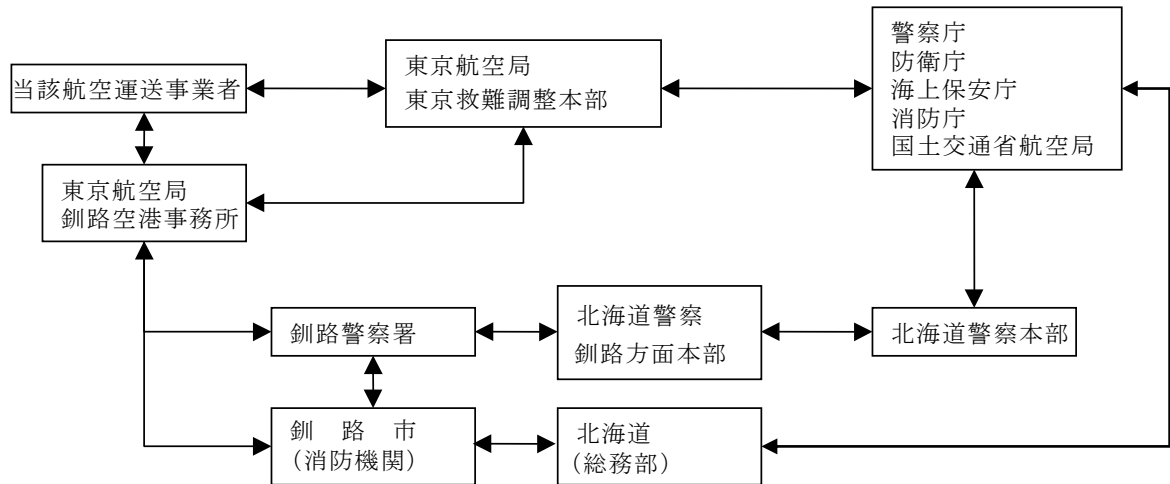 当該航空運送事業者
東京航空局
東京救難調整本部
警察庁
防衛庁
海上保安庁
消防庁
国土交通省航空局
東京航空局
釧路空港事務所
釧路警察署
北海道警察
釧路方面本部
北海道警察本部
釧　路　市
（消防機関）
北海道
（総務部）